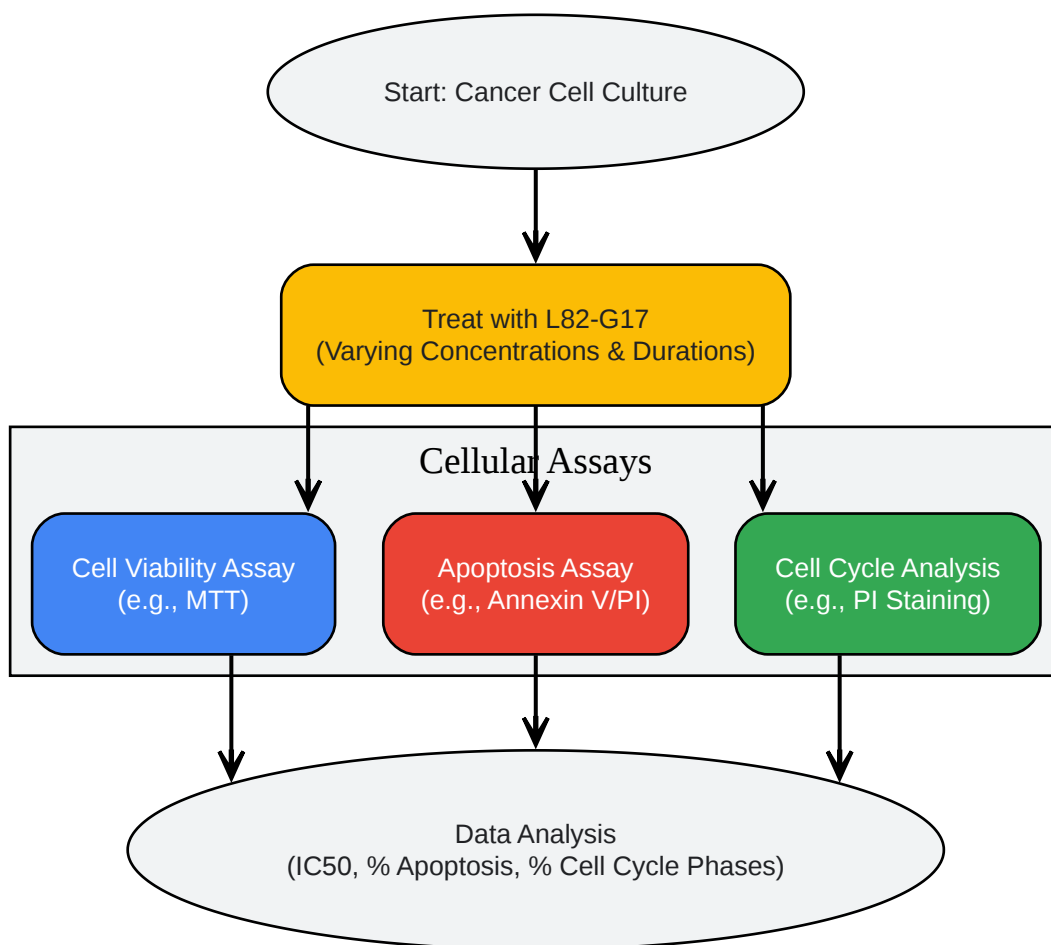 Start: Cancer Cell Culture
Treat with L82-G17
(Varying Concentrations & Durations)
Cellular Assays
Cell Viability Assay
(e.g., MTT)
Apoptosis Assay
(e.g., Annexin V/PI)
Cell Cycle Analysis
(e.g., PI Staining)
Data Analysis
(IC50, % Apoptosis, % Cell Cycle Phases)